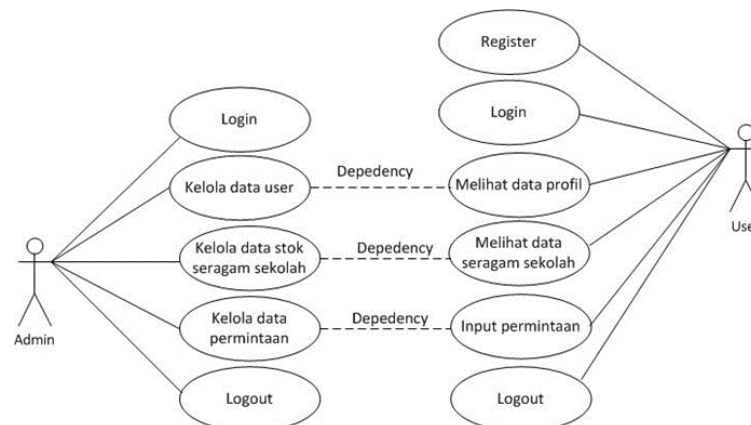 Register
Login
Login
Depedency
Kelola data user
Melihat data profil
Use
Kelola data stok
seragam sekolah
Depedency
Melihat data
seragam sekolah
Admin
Kelola data
permintaan
Depedency
Input permintaan
Logout
Logout